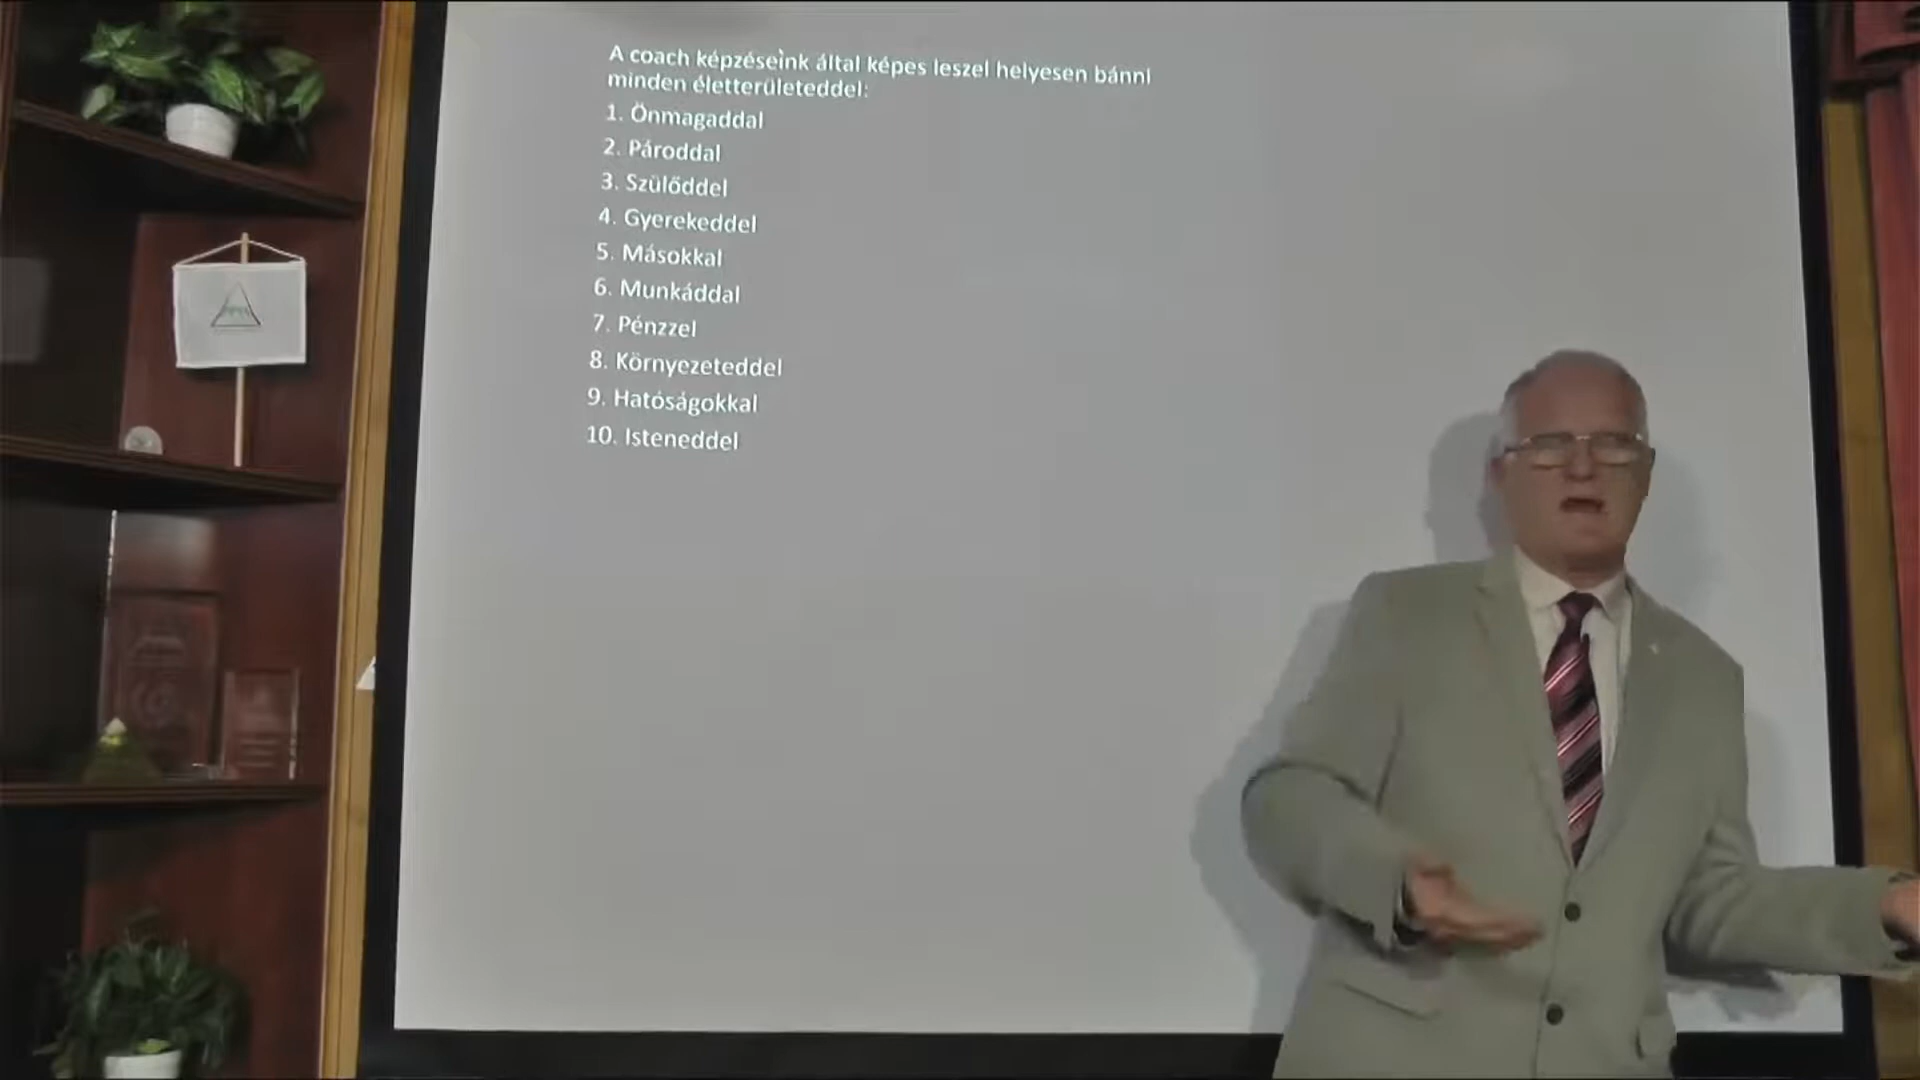 A coach képzéseink által képes leszel helyesen bánni
minden életterületeddel:
1. Önmagaddal
2. Pároddal
3. Szülőddel
4. Gyerekeddel
5. Másokkal
6. Munkáddal
7. Pénzzel
8. Környezeteddel
9. Hatóságokkal
10. Isteneddel